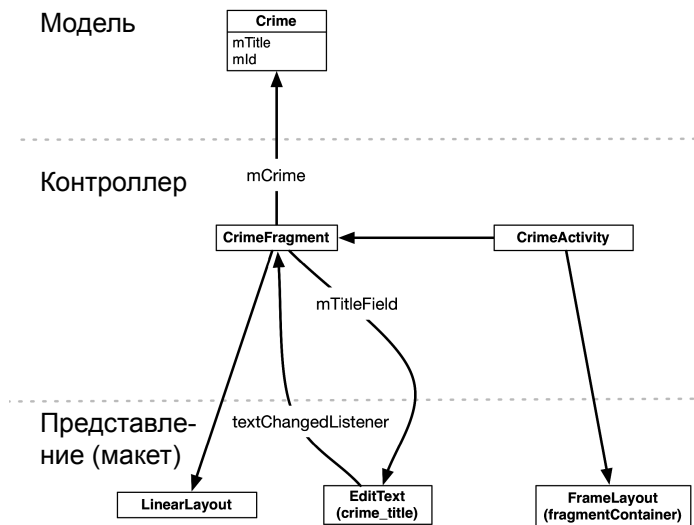 Модель
Crime
mTitle
mId
Контроллер
mCrime
CrimeFragment
CrimeActivity
mTitleField
Представле-
ние (макет)
textChangedListener
LinearLayout
EditText
(crime_title)
FrameLayout
(fragmentContainer)